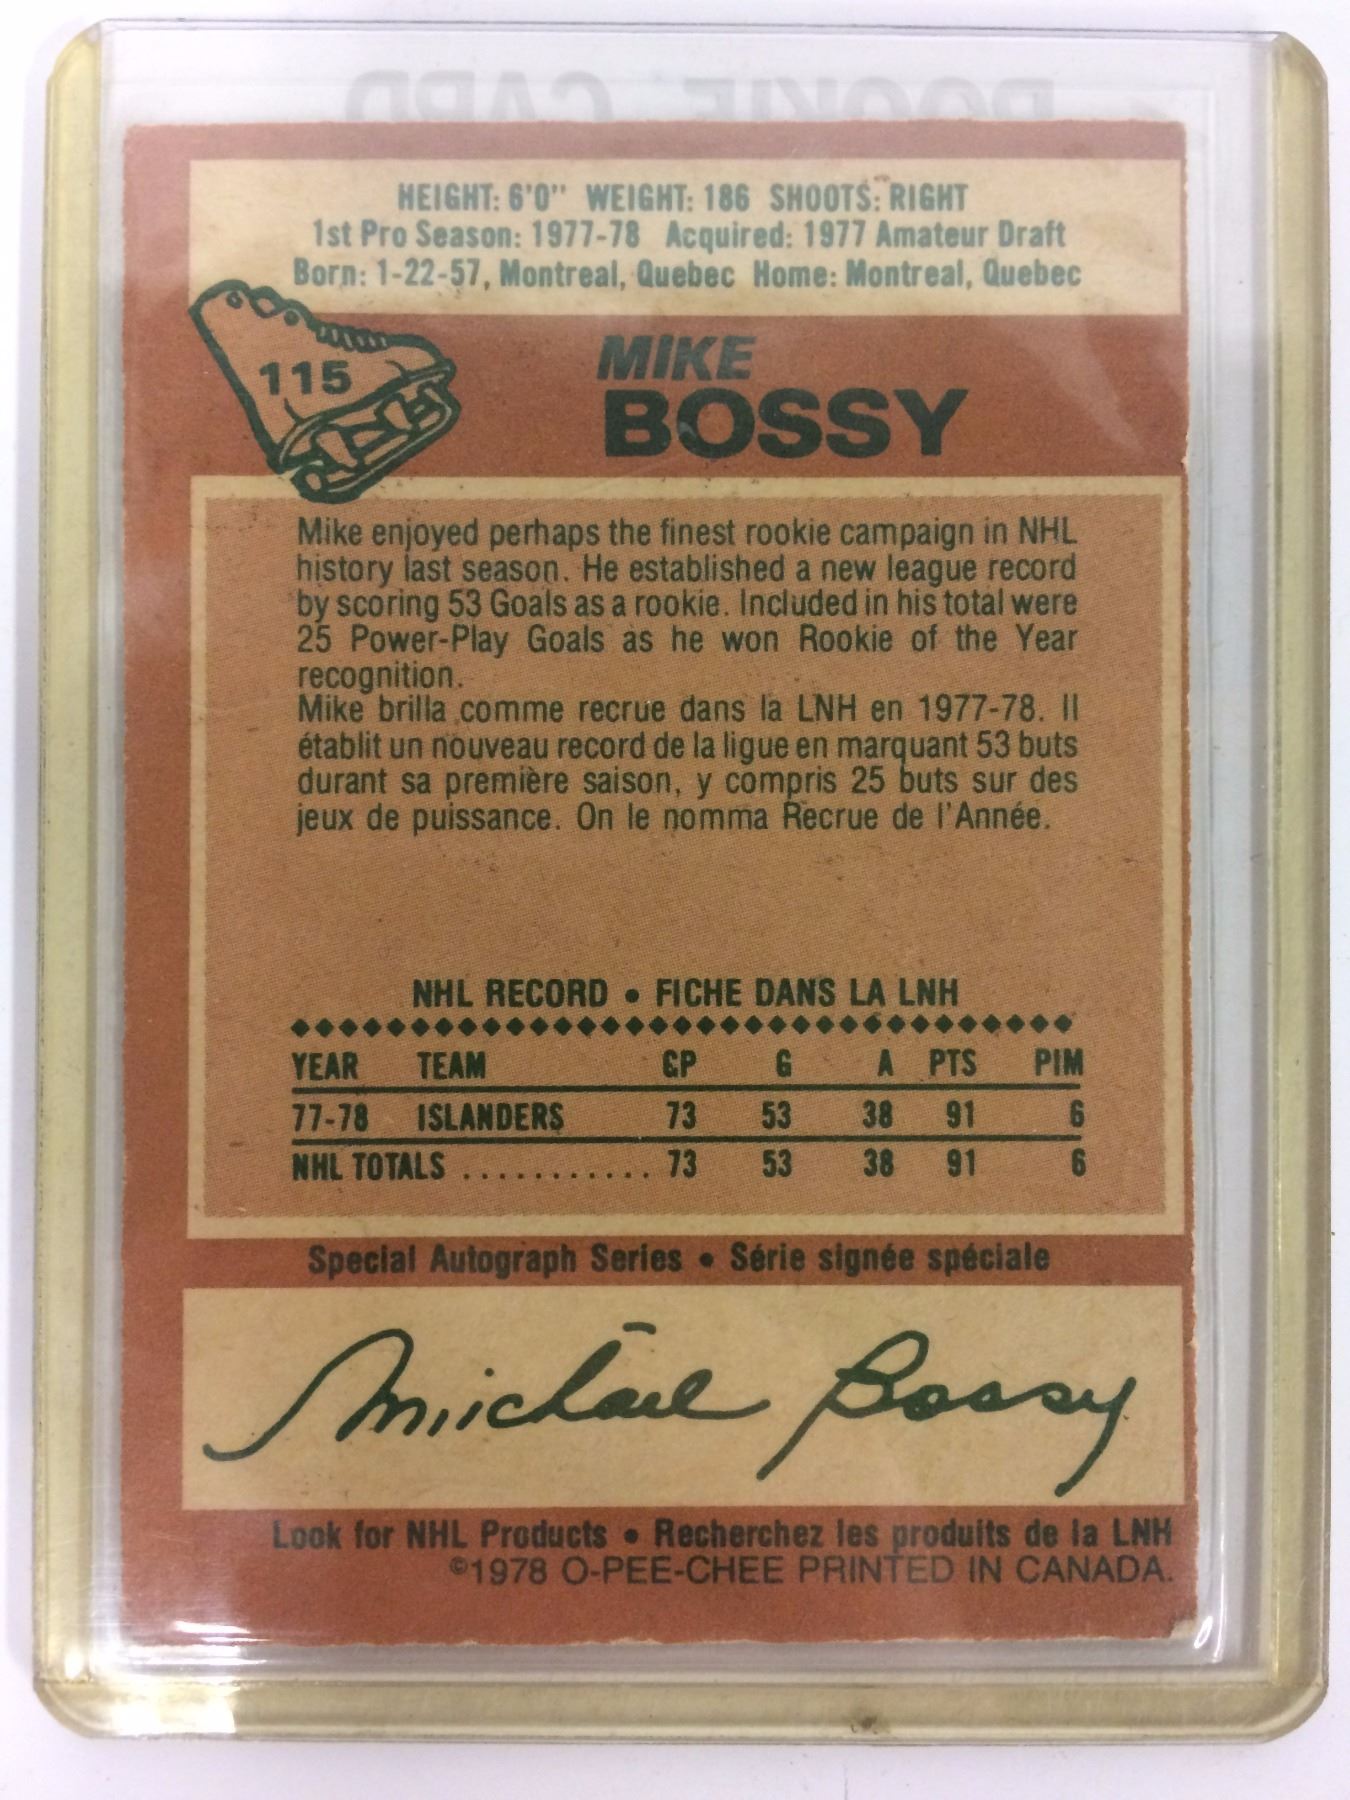 ROOKIE CARD
HEIGHT: 6'0" WEIGHT: 186 SHOOTS: RIGHT
1st Pro Season: 1977-78 Acquired: 1977 Amateur Draft
Born: 1-22-57, Montreal, Quebec Home: Montreal, Quebec
115
MIKE
BOSSY
Mike enjoyed perhaps the finest rookie campaign in NHL
history last season. He established a new league record
by scoring 53 Goals as a rookie. Included in his total were
25 Power-Play Goals as he won Rookie of the Year
recognition.
Mike brilla comme recrue dans la LNH en 1977-78. Il
établit un nouveau record de la ligue en marquant 53 buts
durant sa première saison, y compris 25 buts sur des
jeux de puissance. On le nomma Recrue de l'Année.
NHL RECORD • FICHE DANS LA LNH
YEAR TEAM GP G A PTS PIM
77-78 ISLANDERS 73 53 38 91 6
NHL TOTALS ........... 73 53 38 91 6
Special Autograph Series • Série signée spéciale
Michael Bossy
Look for NHL Products • Recherchez les produits de la LNH
©1978 O-PEE-CHEE PRINTED IN CANADA.